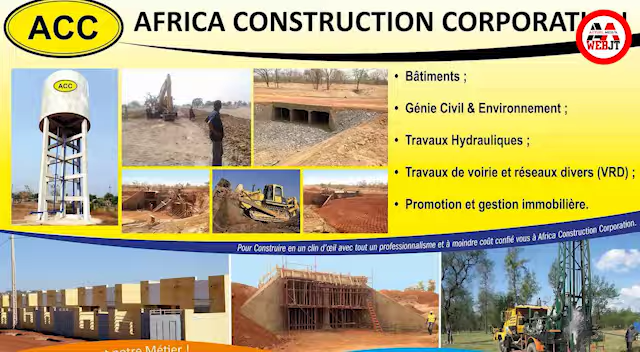 ACC
AFRICA CONSTRUCTION CORPORATION
WEBJT
ACC
• Bâtiments ;
• Génie Civil & Environnement ;
• Travaux Hydrauliques ;
• Travaux de voirie et réseaux divers (VRD) ;
• Promotion et gestion immobilière.
Pour Construire en un clin d'œil avec tout un professionnalisme et à moindre coût confié vous à Africa Construction Corporation.
notre Métier !